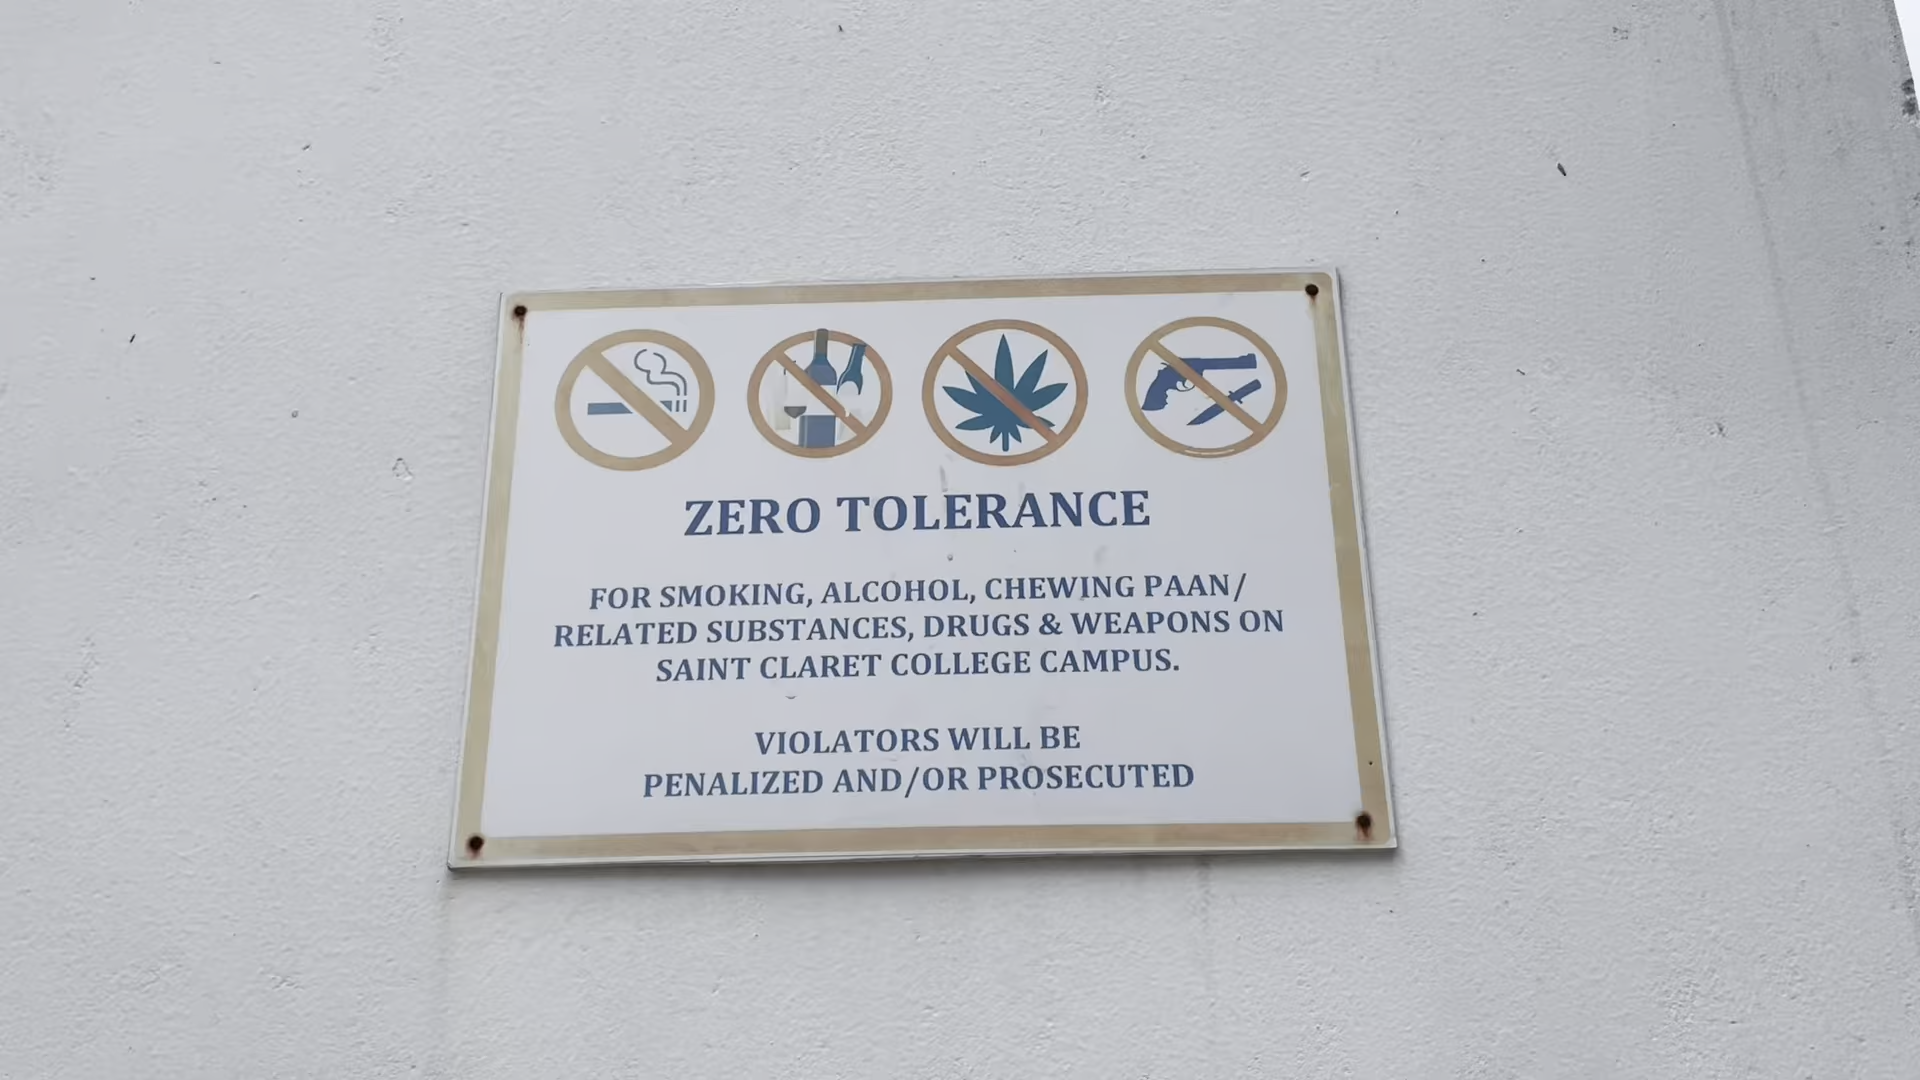 ZERO TOLERANCE
FOR SMOKING, ALCOHOL, CHEWING PAAN/
RELATED SUBSTANCES, DRUGS & WEAPONS ON
SAINT CLARET COLLEGE CAMPUS.
VIOLATORS WILL BE
PENALIZED AND/OR PROSECUTED